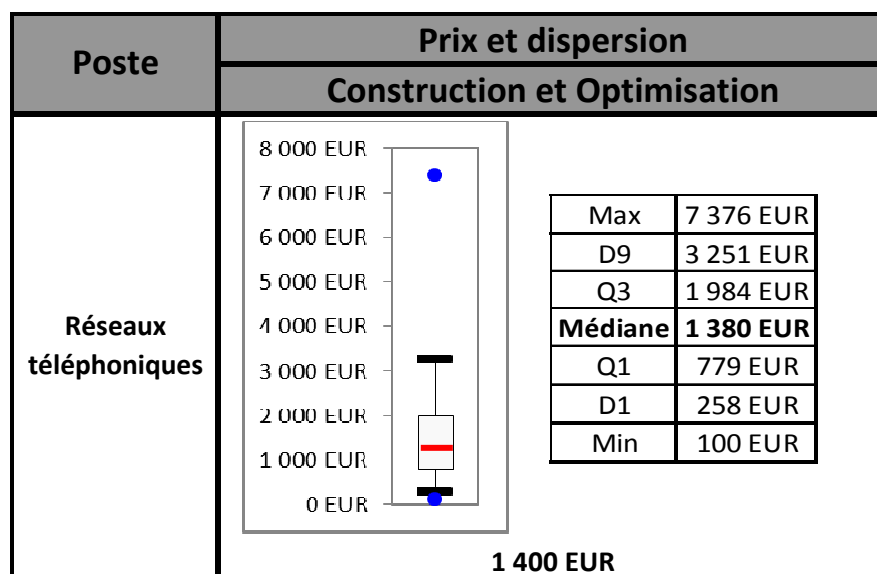 Poste
Prix et dispersion
Construction et Optimisation
Réseaux
téléphoniques
8 000 EUR
7 000 EUR
6 000 EUR
5 000 EUR
4 000 EUR
3 000 EUR
2 000 EUR
1 000 EUR
0 EUR
Max 7 376 EUR
D9 3 251 EUR
Q3 1 984 EUR
Médiane 1 380 EUR
Q1 779 EUR
D1 258 EUR
Min 100 EUR
1 400 EUR